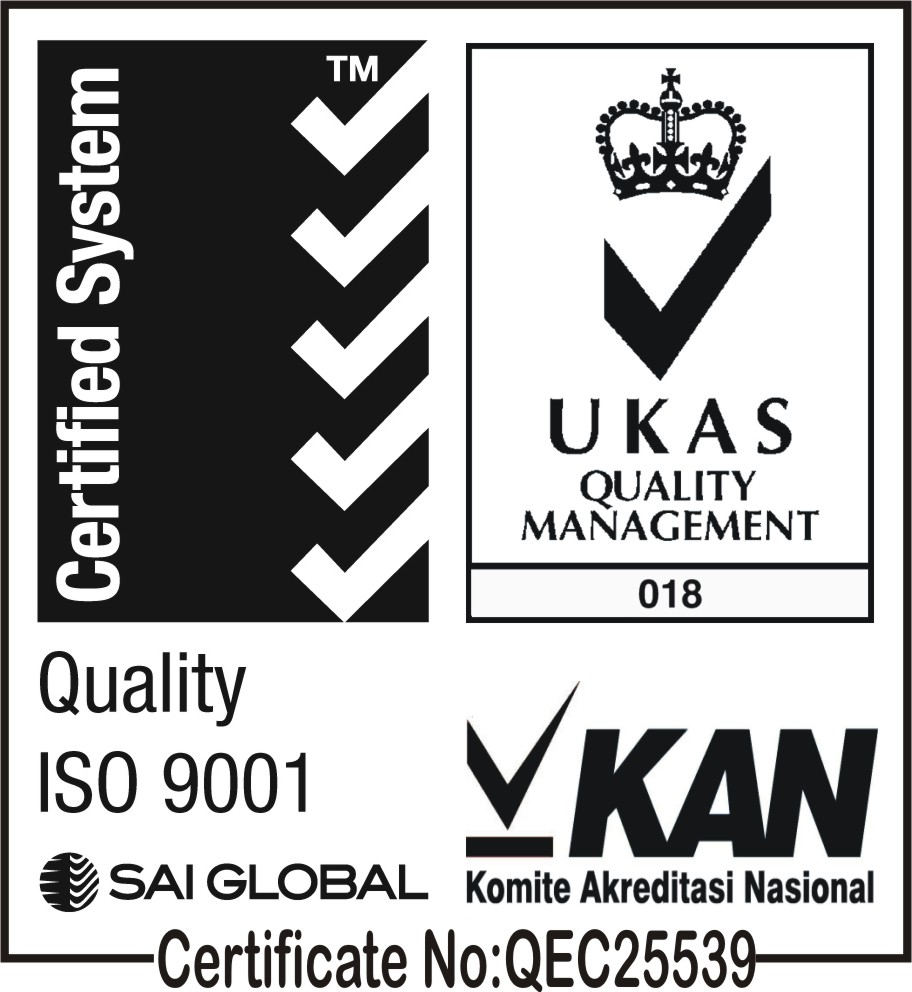 Certified System
TM
UKAS
QUALITY
MANAGEMENT
018
Quality
ISO 9001
SAI GLOBAL
KAN
Komite Akreditasi Nasional
Certificate No:QEC25539